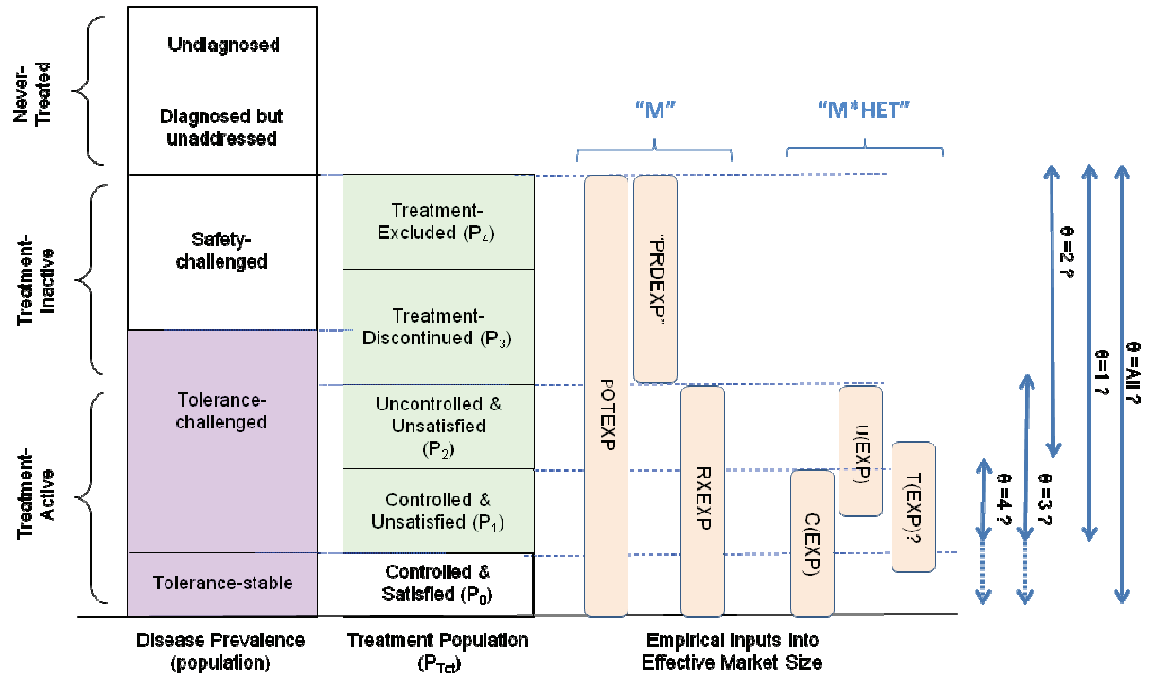 Never-
Treated
Treatment-
Inactive
Treatment-
Active
Undiagnosed
Diagnosed but
unaddressed
Safety-
challenged
Tolerance-
challenged
Tolerance-stable
Treatment-
Excluded (P4)
Treatment-
Discontinued (P3)
Uncontrolled &
Unsatisfied
(P2)
Controlled &
Unsatisfied (P1)
Controlled &
Satisfied (P0)
“M”
“M*HET”
POTEXP
"PRDEXP"
RXEXP
C(EXP)
U(EXP)
T(EXP)?
θ =4 ?
θ =3 ?
θ =2 ?
θ =1 ?
θ =All ?
Disease Prevalence
(population)
Treatment Population
(PTct)
Empirical Inputs Into
Effective Market Size